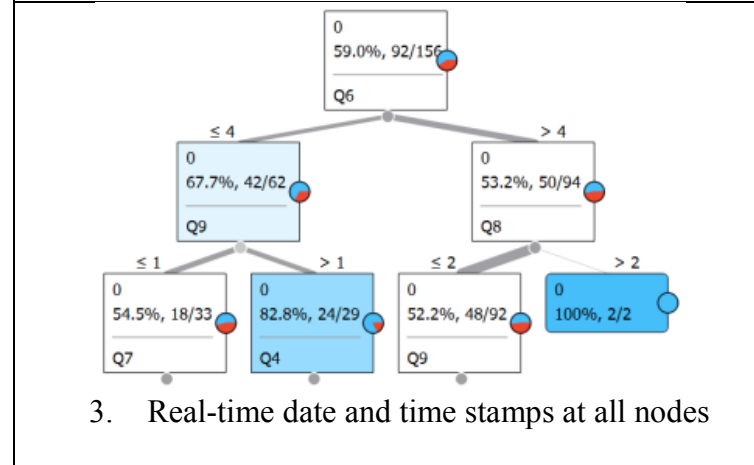 0
59.0%, 92/156
Q6
≤ 4
> 4
0
67.7%, 42/62
Q9
0
53.2%, 50/94
Q8
≤ 1
> 1
≤ 2
> 2
0
54.5%, 18/33
Q7
0
82.8%, 24/29
Q4
0
52.2%, 48/92
Q9
0
100%, 2/2
3. Real-time date and time stamps at all nodes